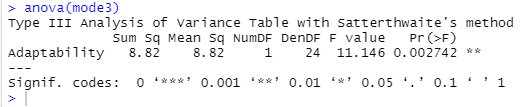 > anova(mode3)
Type III Analysis of Variance Table with Satterthwaite's method
             Sum Sq Mean Sq NumDF DenDF F value   Pr(>F)
Adaptability   8.82    8.82     1    24  11.146 0.002742 **
---
Signif. codes:  0 ‘***’ 0.001 ‘**’ 0.01 ‘*’ 0.05 ‘.’ 0.1 ‘ ’ 1
>